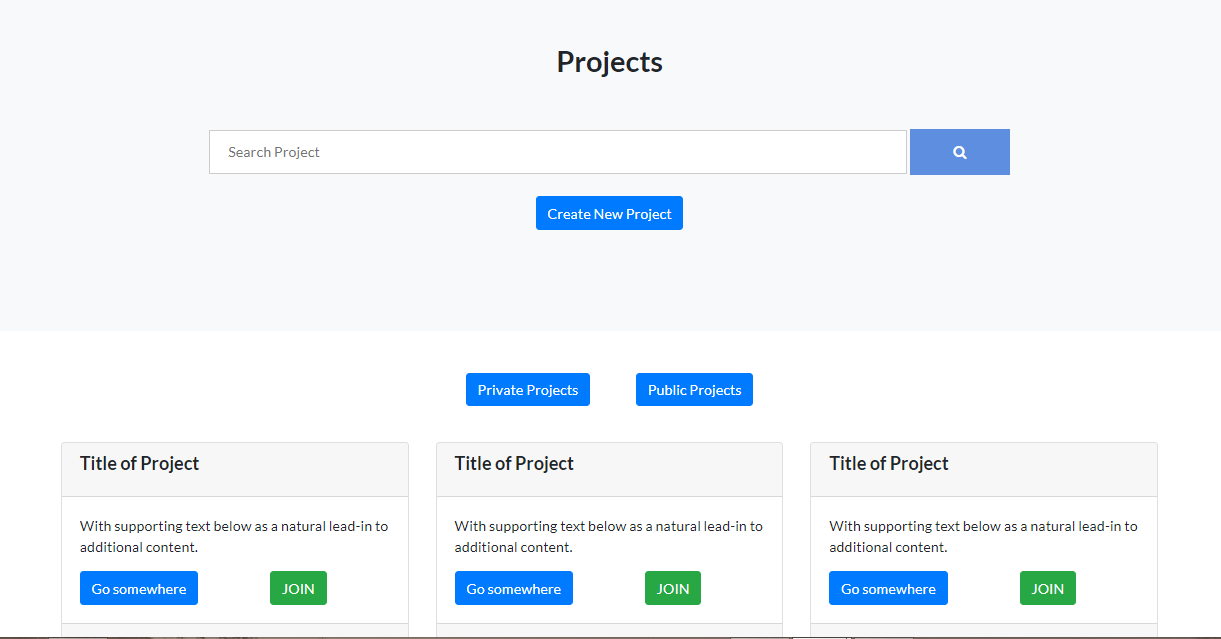 Projects
Search Project
Create New Project
Private Projects Public Projects
Title of Project
With supporting text below as a natural lead-in to
additional content.
Go somewhere JOIN
Title of Project
With supporting text below as a natural lead-in to
additional content.
Go somewhere JOIN
Title of Project
With supporting text below as a natural lead-in to
additional content.
Go somewhere JOIN